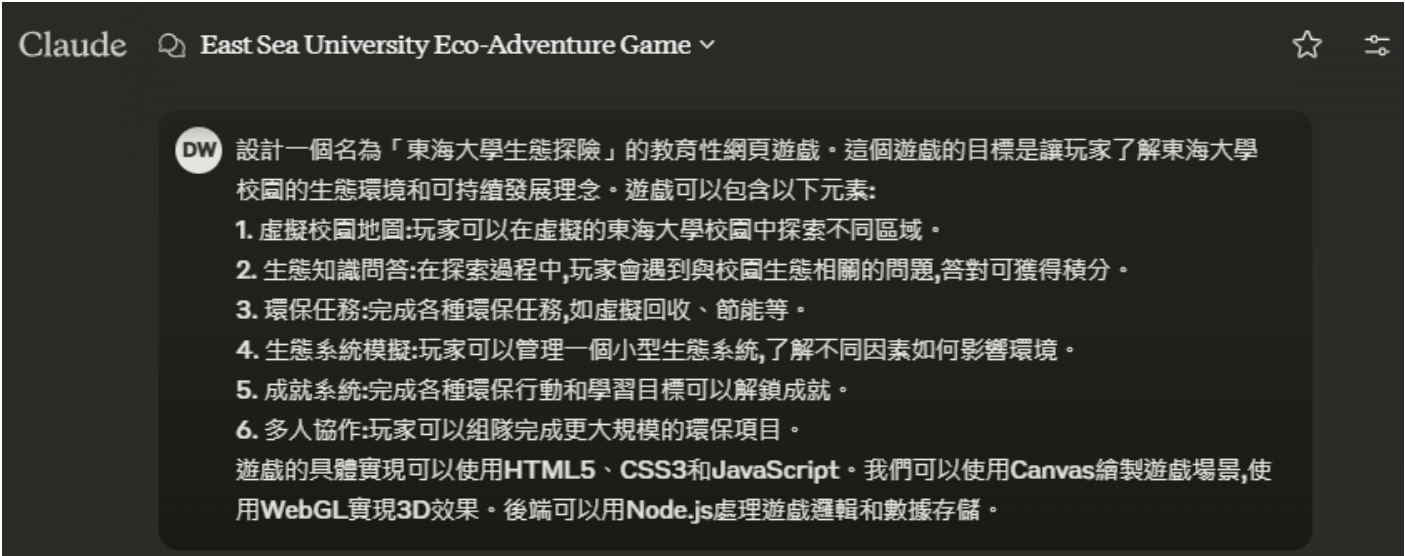 Claude East Sea University Eco-Adventure Game
DW 設計一個名為「東海大學生態探險」的教育性網頁遊戲。這個遊戲的目標是讓玩家了解東海大學
校園的生態環境和可持續發展理念。遊戲可以包含以下元素:
1. 虛擬校園地圖:玩家可以在虛擬的東海大學校園中探索不同區域。
2. 生態知識問答:在探索過程中,玩家會遇到與校園生態相關的問題,答對可獲得積分。
3. 環保任務:完成各種環保任務,如虛擬回收、節能等。
4. 生態系統模擬:玩家可以管理一個小型生態系統,了解不同因素如何影響環境。
5. 成就系統:完成各種環保行動和學習目標可以解鎖成就。
6. 多人協作:玩家可以組隊完成更大規模的環保項目。
遊戲的具體實現可以使用HTML5、CSS3和JavaScript。我們可以使用Canvas繪製遊戲場景,使
用WebGL實現3D效果。後端可以用Node.js處理遊戲邏輯和數據存儲。